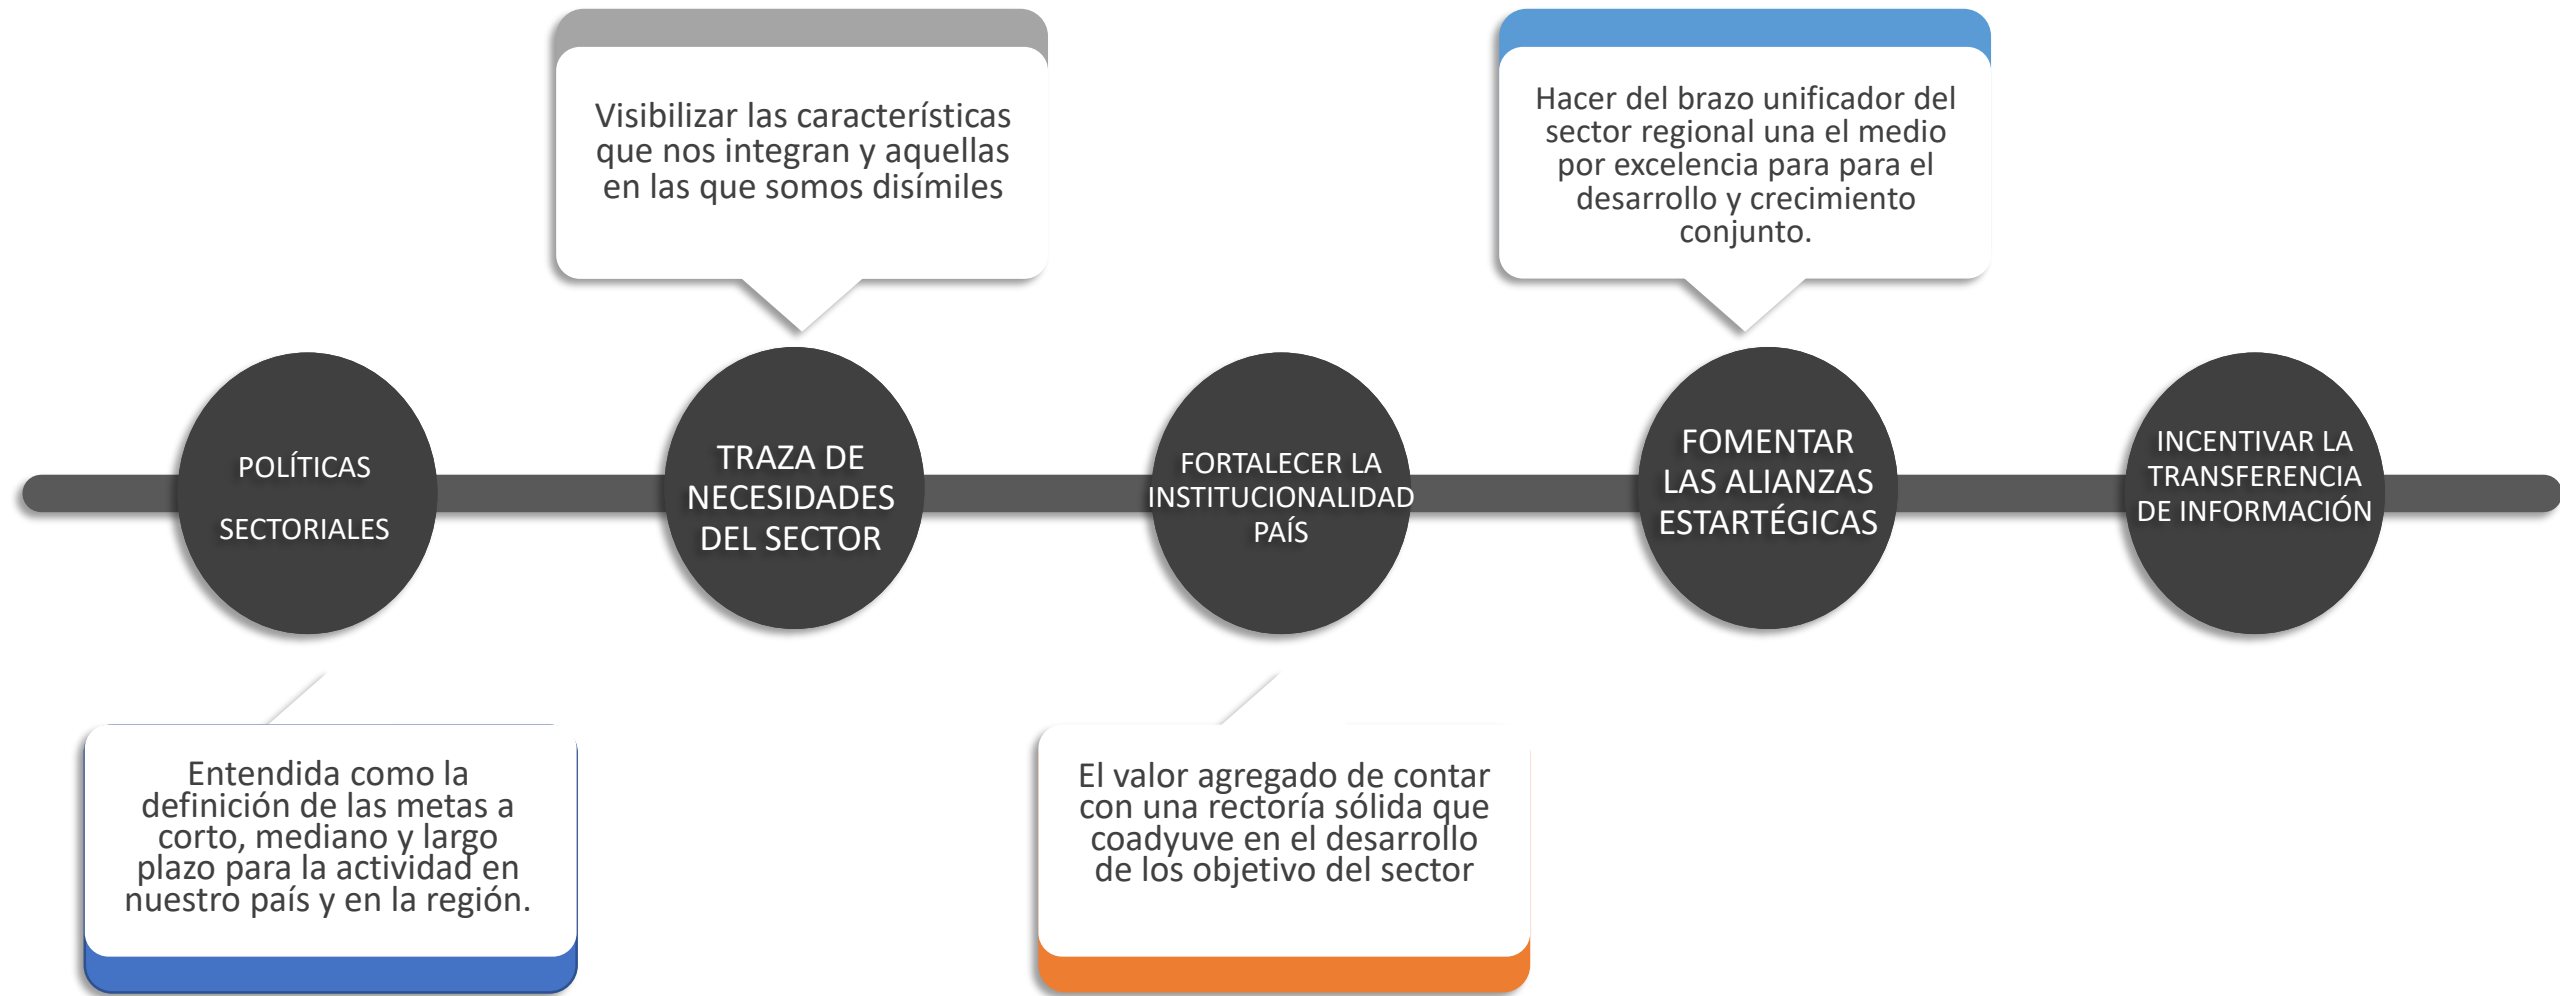 Visibilizar las características
que nos integran y aquellas
en las que somos disímiles
Hacer del brazo unificador del
sector regional una el medio
por excelencia para para el
desarrollo y crecimiento
conjunto.
POLÍTICAS
SECTORIALES
TRAZA DE
NECESIDADES
DEL SECTOR
FORTALECER LA
INSTITUCIONALIDAD
PAÍS
FOMENTAR
LAS ALIANZAS
ESTARTÉGICAS
INCENTIVAR LA
TRANSFERENCIA
DE INFORMACIÓN
Entendida como la
definición de las metas a
corto, mediano y largo
plazo para la actividad en
nuestro país y en la región.
El valor agregado de contar
con una rectoría sólida que
coadyuve en el desarrollo
de los objetivo del sector